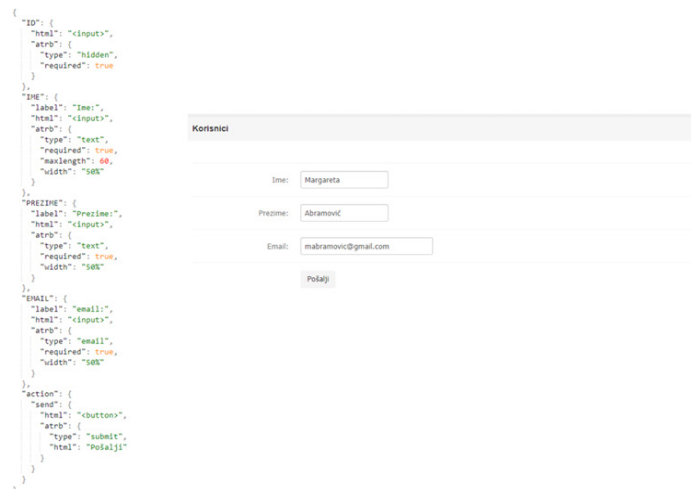 {
"ID": {
"html": "<input>",
"atrb": {
"type": "hidden",
"required": true
}
},
"IME": {
"label": "Ime:",
"html": "<input>",
"atrb": {
"type": "text",
"required": true,
"maxlength": 60,
"width": "50%"
}
},
"PREZIME": {
"label": "Prezime:",
"html": "<input>",
"atrb": {
"type": "text",
"required": true,
"width": "50%"
}
},
"EMAIL": {
"label": "email:",
"html": "<input>",
"atrb": {
"type": "email",
"required": true,
"width": "50%"
}
},
"action": {
"send": {
"html": "<button>",
"atrb": {
"type": "submit",
"html": "Pošalji"
}
}
}
}
Korisnici
Ime: Margareta
Prezime: Abramović
Email: mabramovic@gmail.com
Pošalji